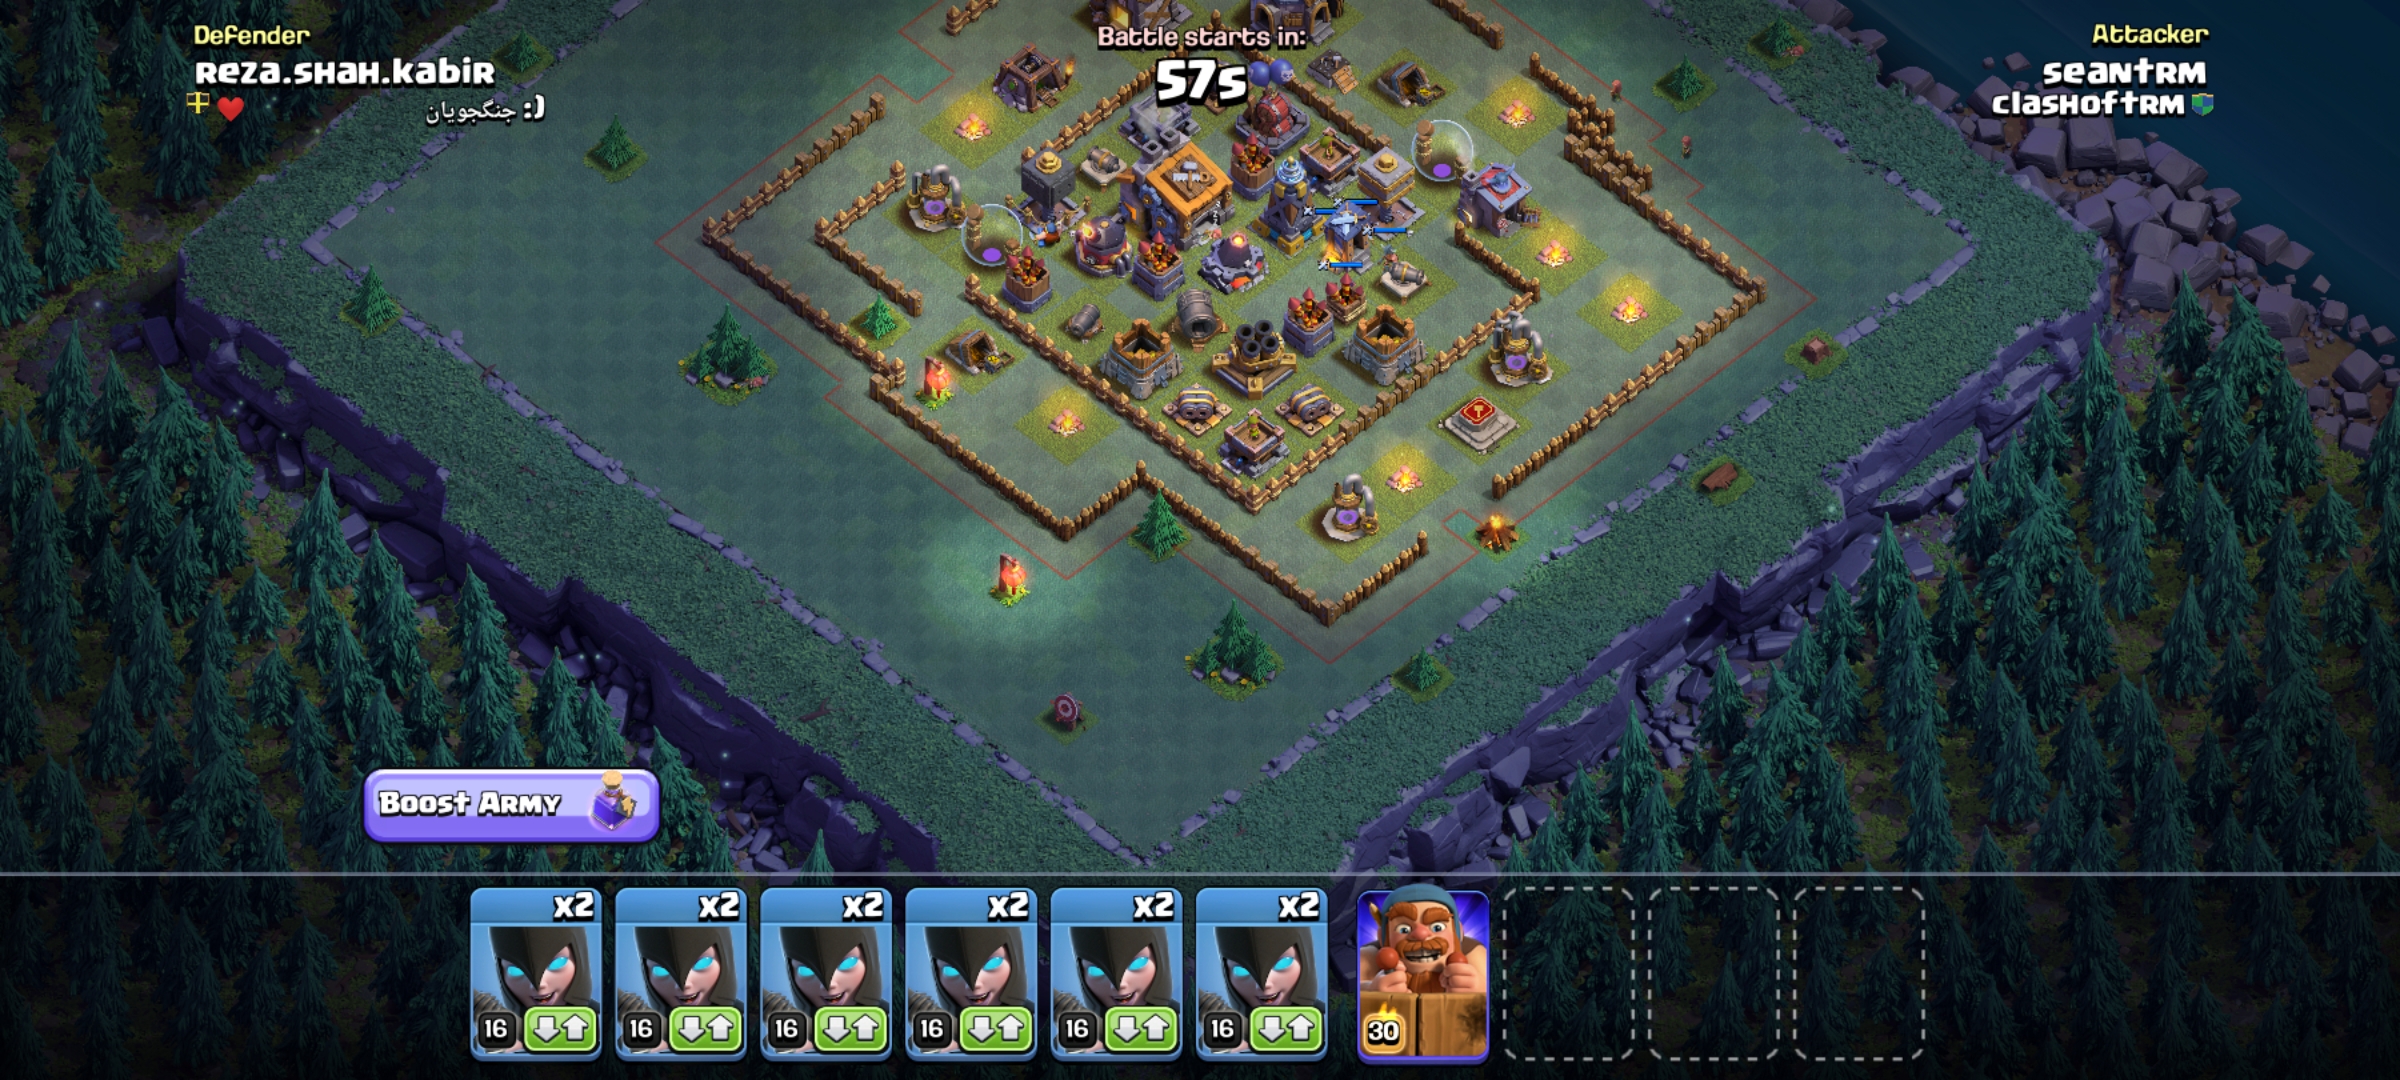 Defender
Reza.Shah.Kabir
جنگجویان :)
Battle starts in:
57s
Attacker
seantRM
clashoftRM
Boost Army
x2
x2
x2
x2
x2
x2
16
16
16
16
16
16
30